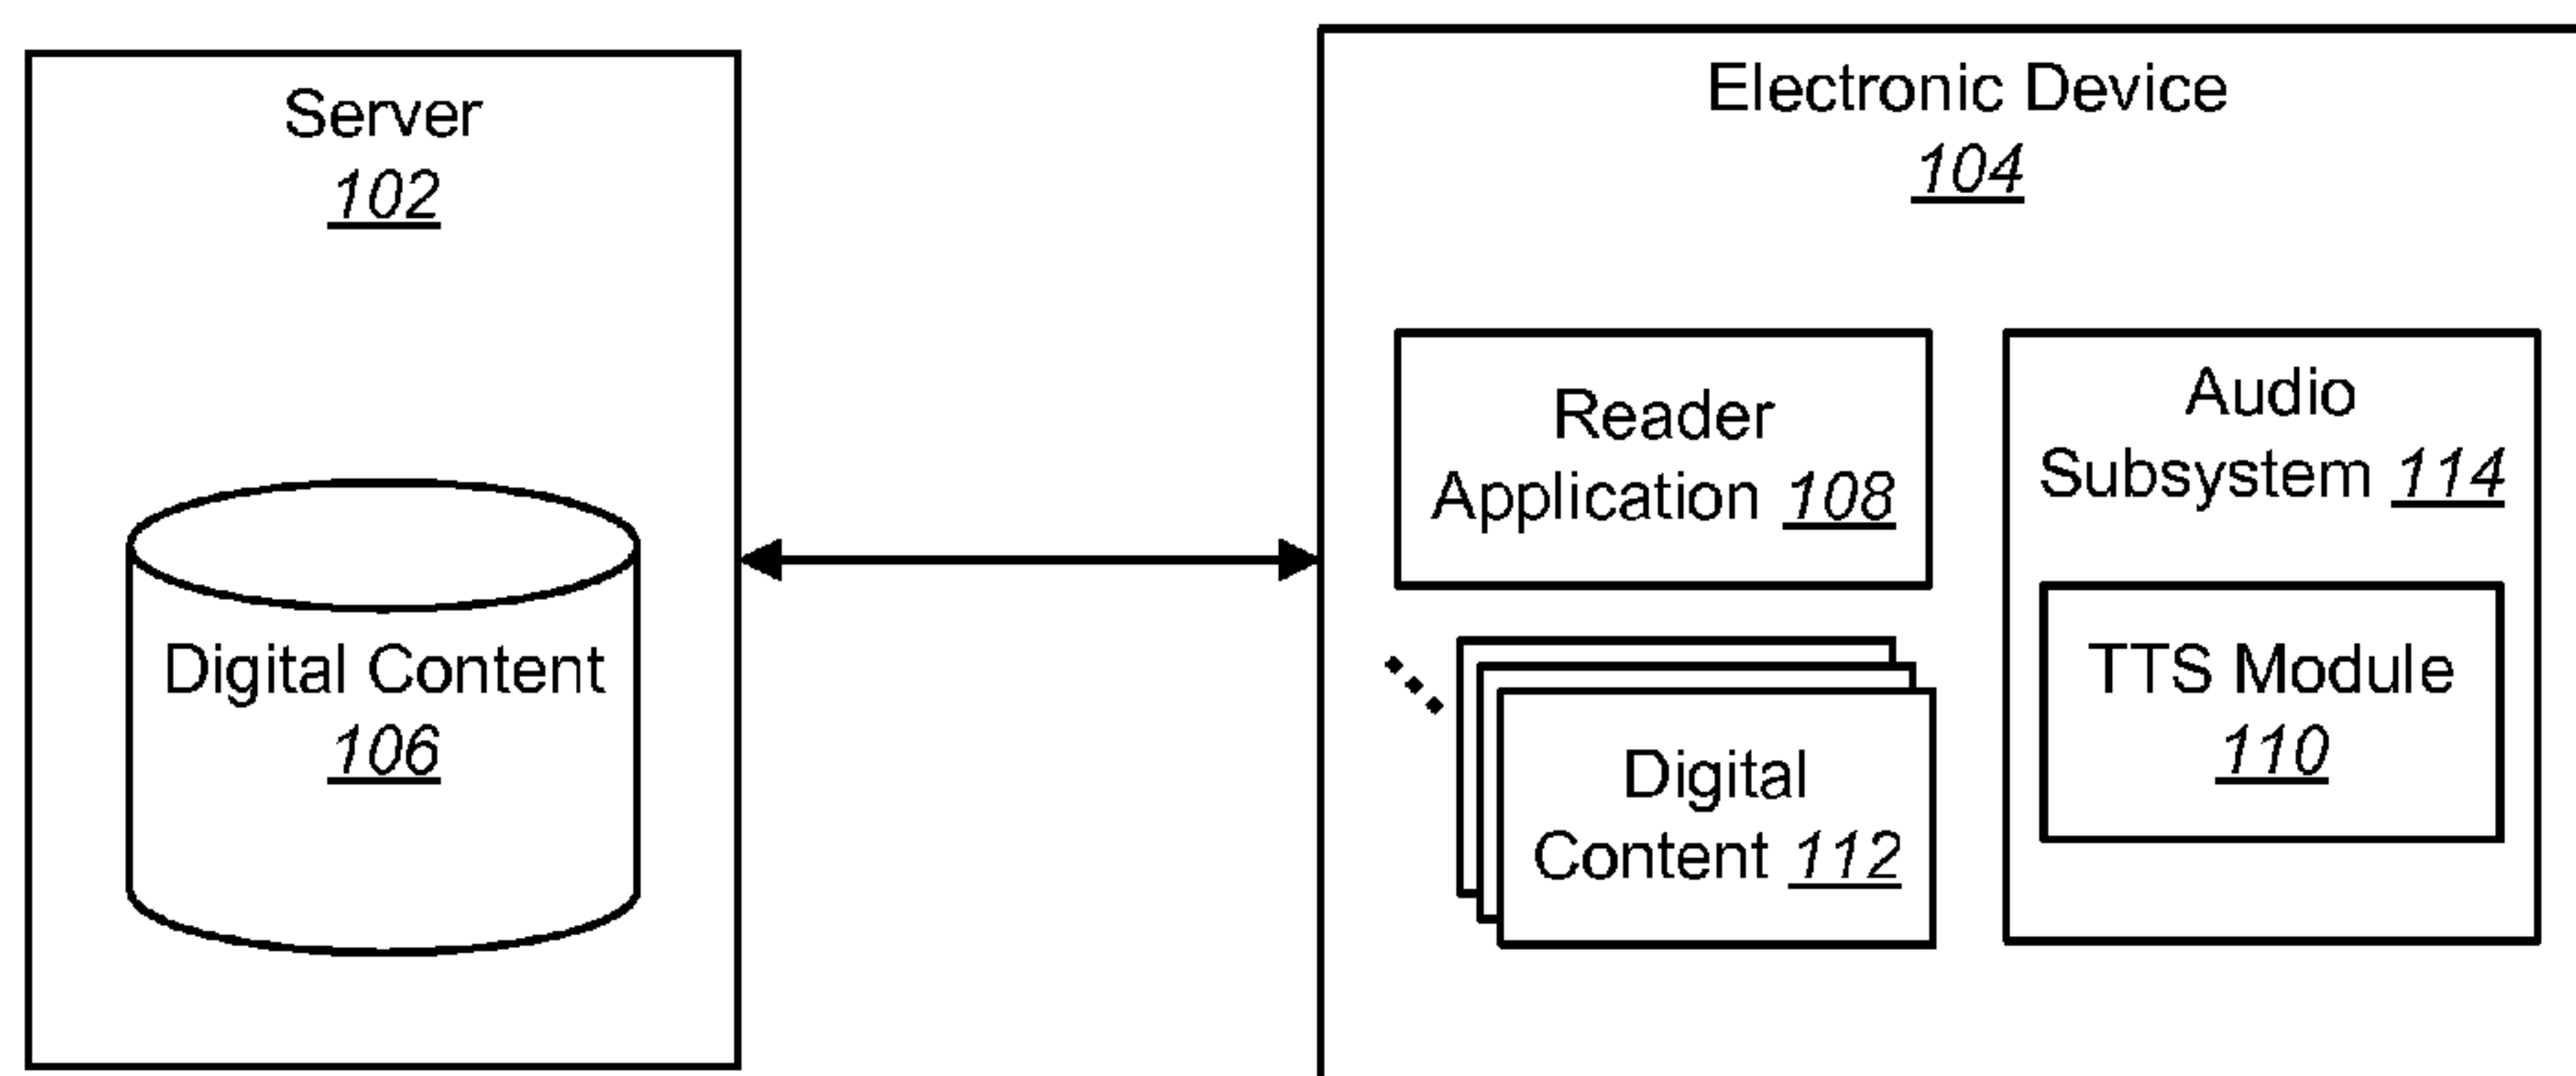 Server
102
Digital Content
106
Electronic Device
104
Reader
Application 108
Digital
Content 112
Audio
Subsystem 114
TTS Module
110